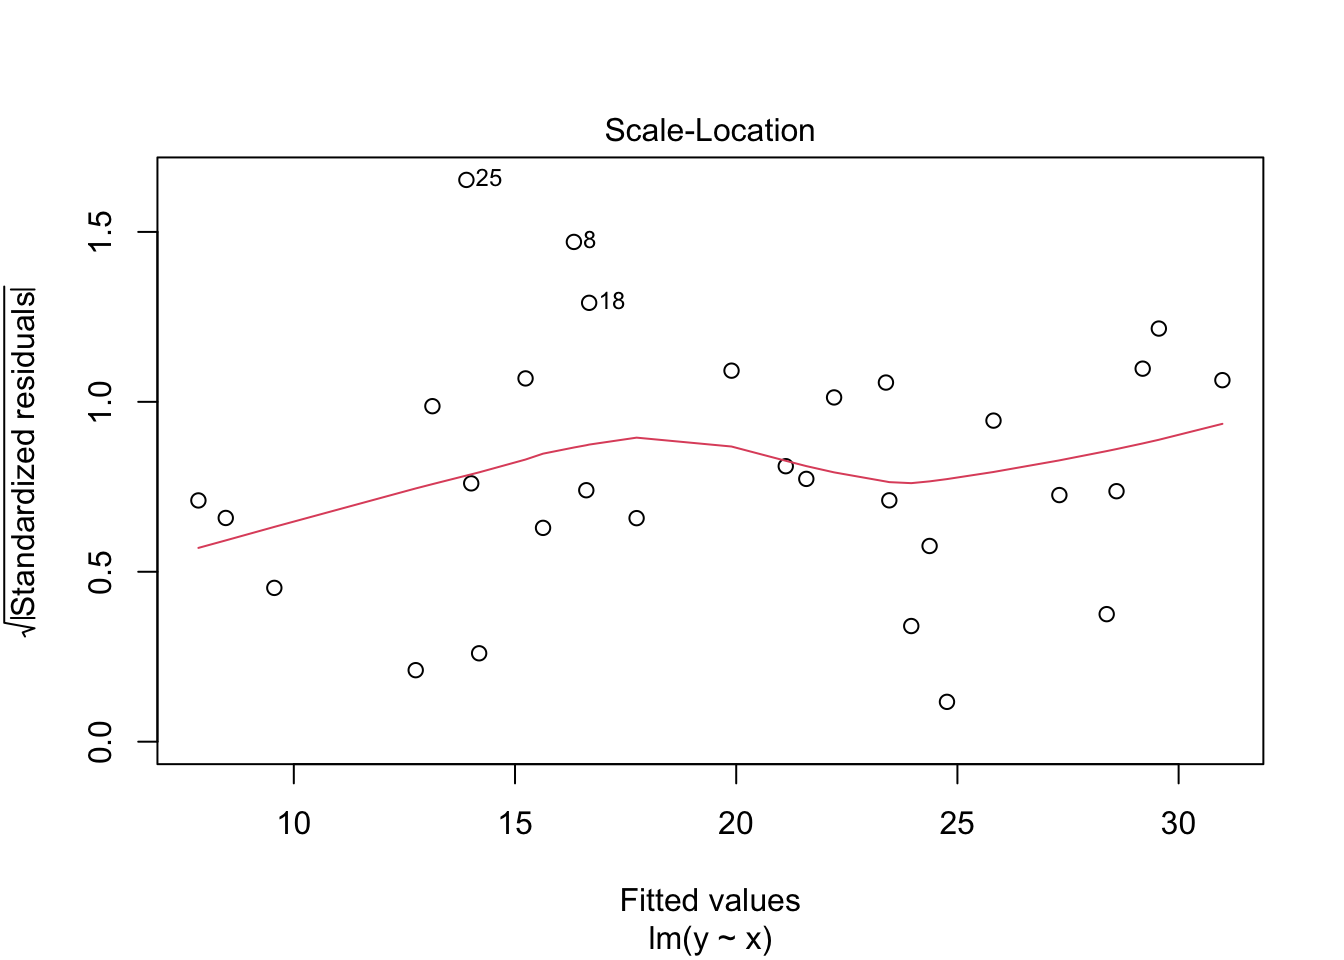 Scale-Location
√|Standardized residuals|
1.5
1.0
0.5
0.0
25
8
18
10 15 20 25 30
Fitted values
lm(y ~ x)